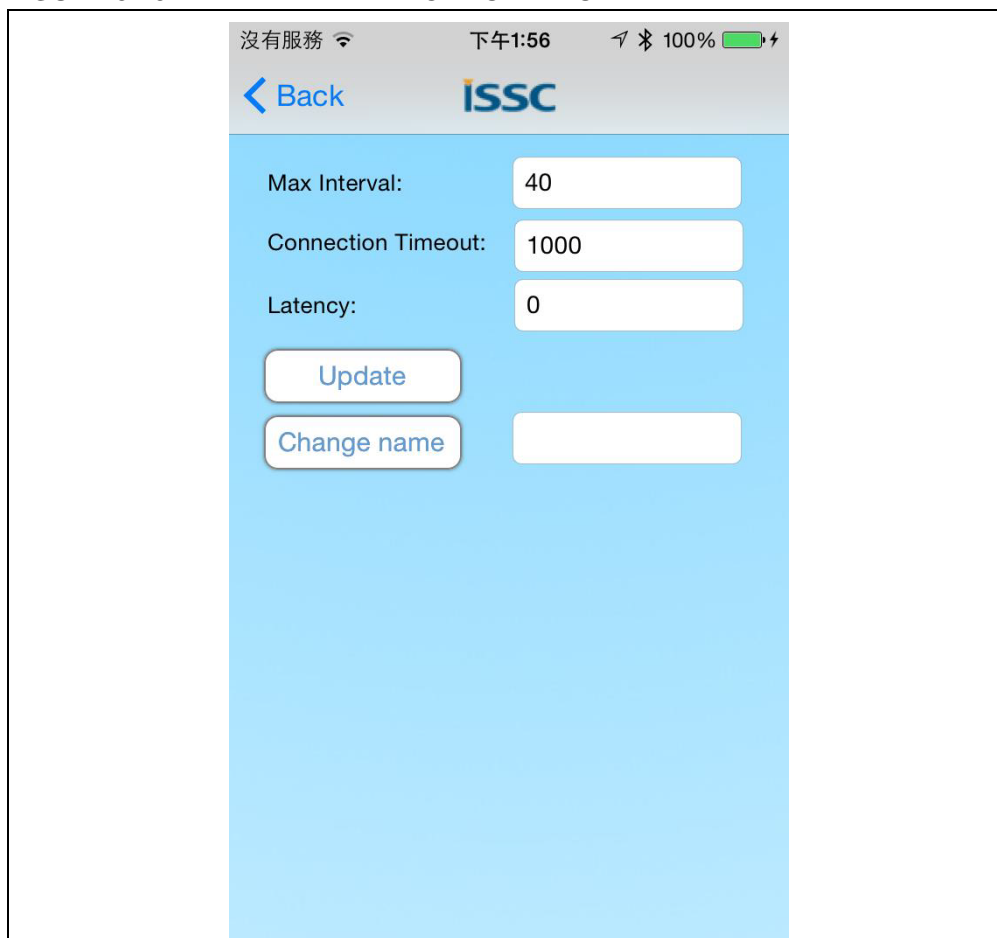 沒有服務 下午1:56 100%
Back ISSC
Max Interval: 40
Connection Timeout: 1000
Latency: 0
Update
Change name